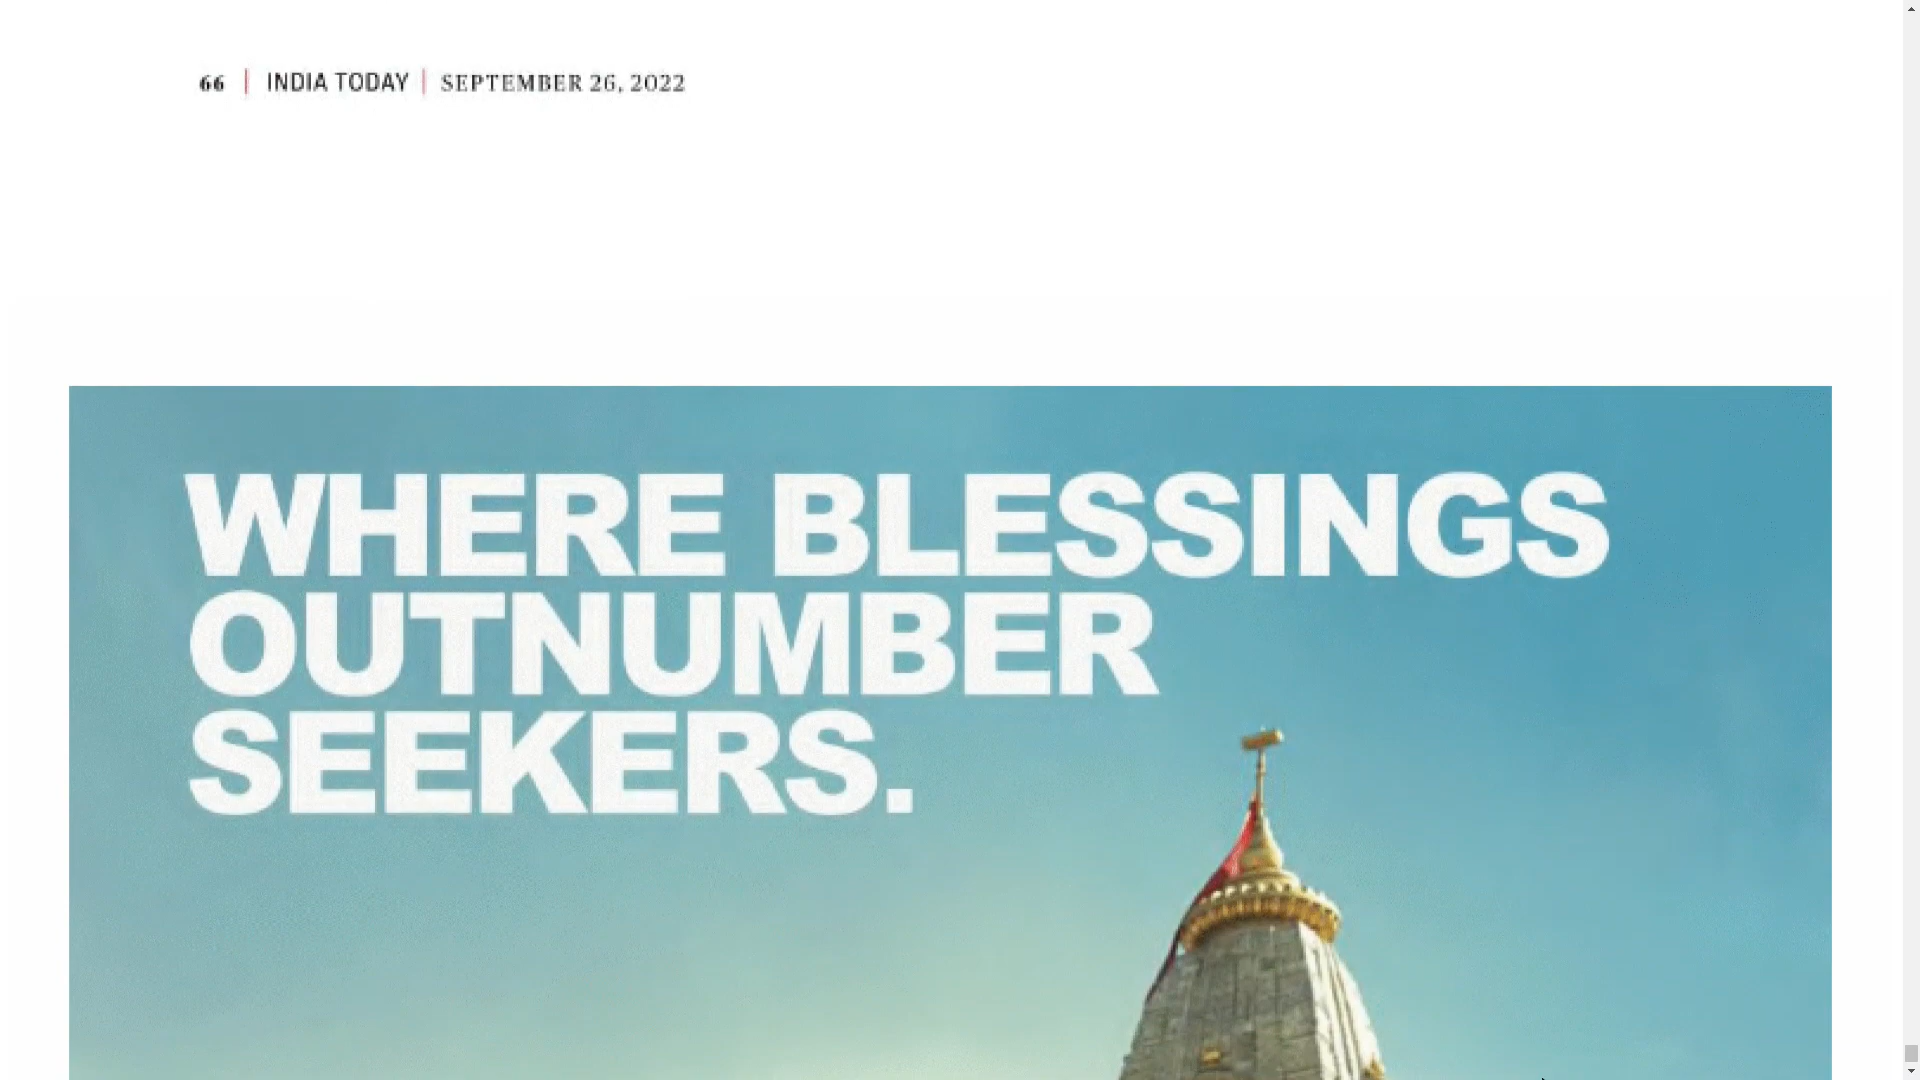 66 | INDIA TODAY | SEPTEMBER 26, 2022
WHERE BLESSINGS
OUTNUMBER
SEEKERS.